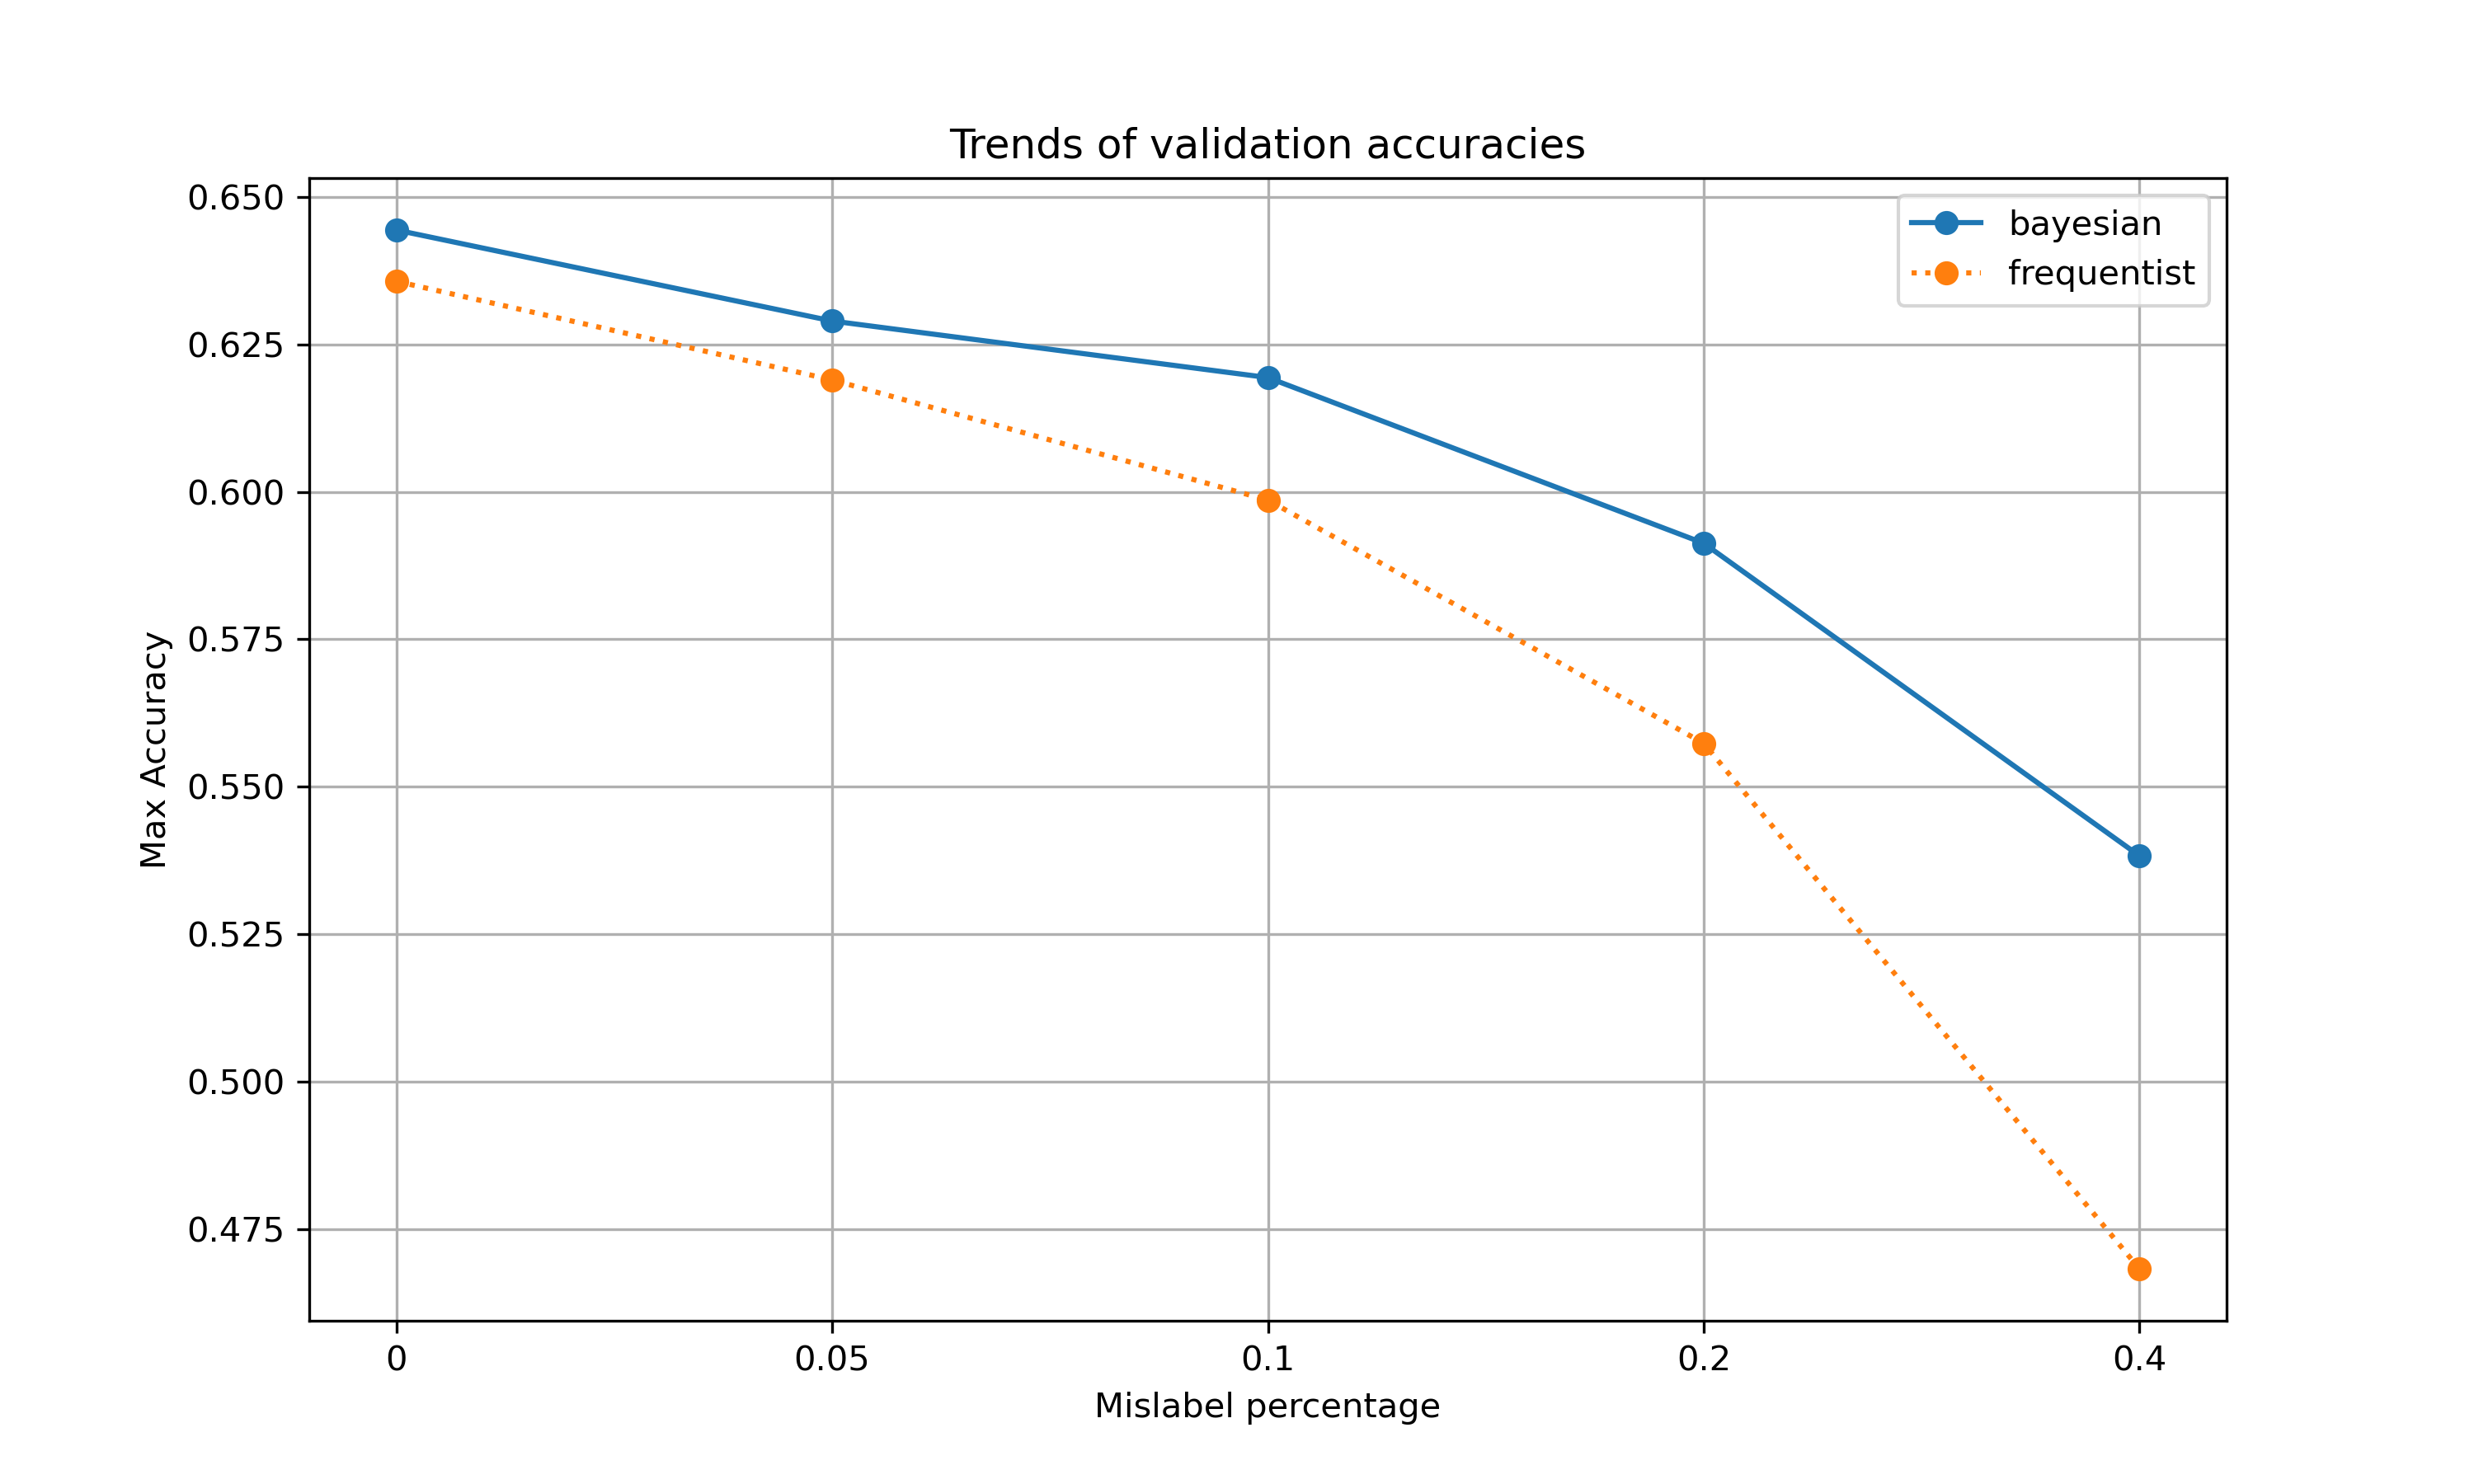 Trends of validation accuracies
bayesian
frequentist
0.650
0.625
0.600
0.575
0.550
0.525
0.500
0.475
Max Accuracy
0 0.05 0.1 0.2 0.4
Mislabel percentage